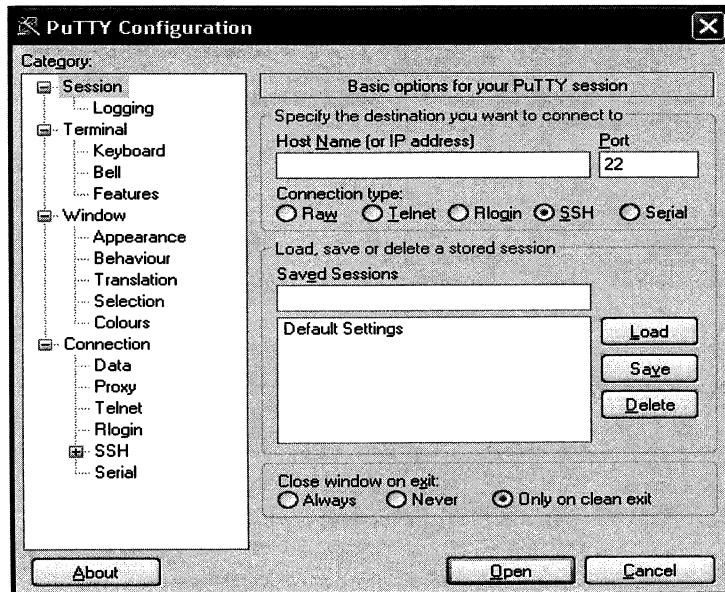 PuTTY Configuration
Category:
Session
Logging
Terminal
Keyboard
Bell
Features
Window
Appearance
Behaviour
Translation
Selection
Colours
Connection
Data
Proxy
Telnet
Rlogin
SSH
Serial
Basic options for your PuTTY session
Specify the destination you want to connect to
Host Name (or IP address) Port
22
Connection type:
Raw Telnet Rlogin SSH Serial
Load, save or delete a stored session
Saved Sessions
Default Settings
Load
Save
Delete
Close window on exit:
Always Never Only on clean exit
About Open Cancel